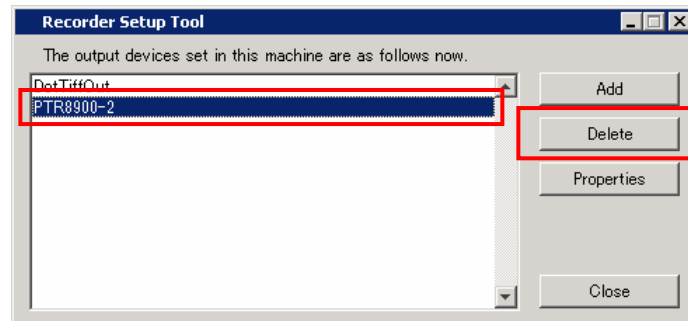 Recorder Setup Tool
The output devices set in this machine are as follows now.
DotTiffOut
PTR8900-2
Add
Delete
Properties
Close